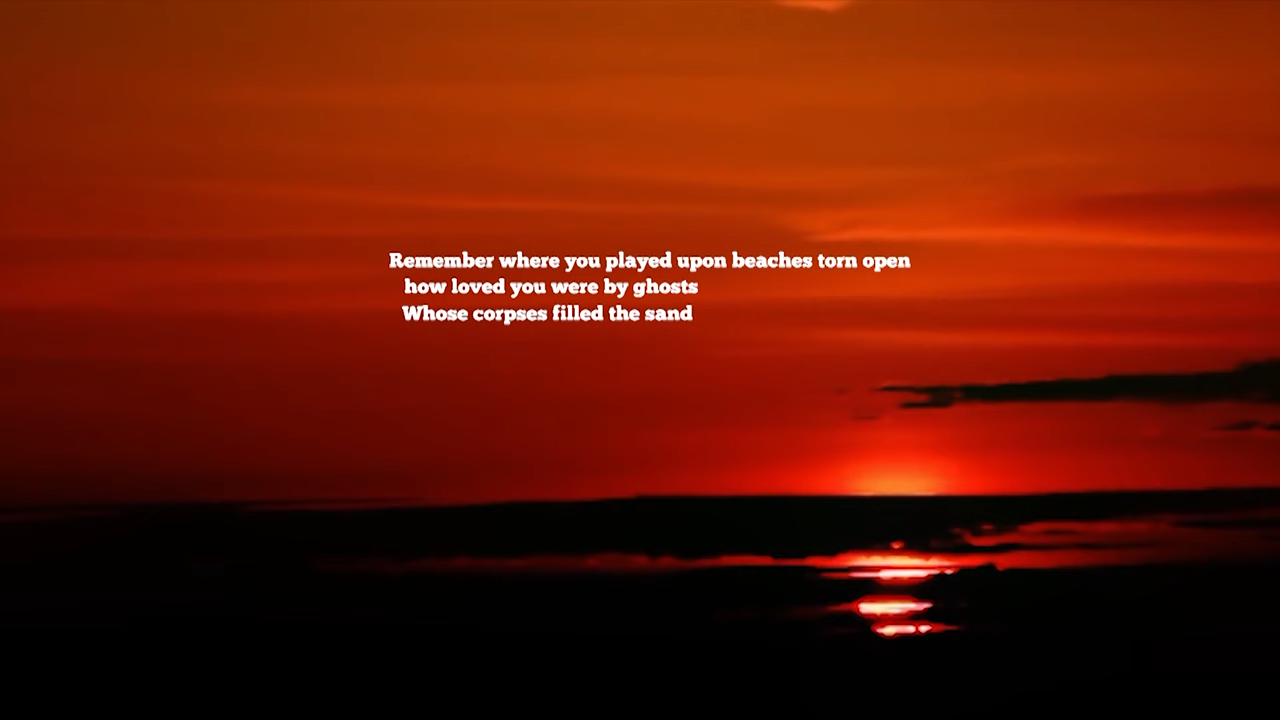 Remember where you played upon beaches torn open
how loved you were by ghosts
Whose corpses filled the sand